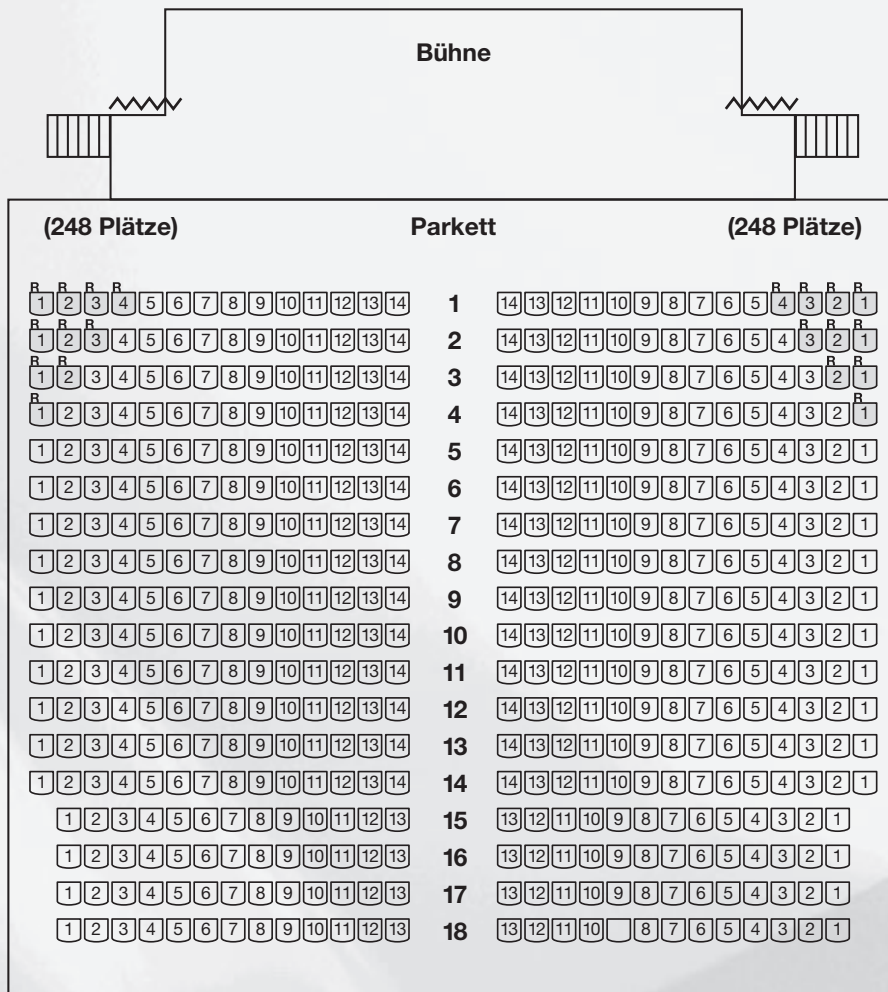 Bühne
(248 Plätze) Parkett (248 Plätze)
R R R R R R R R
1 2 3 4 5 6 7 8 9 10 11 12 13 14 1 14 13 12 11 10 9 8 7 6 5 4 3 2 1
R R R R R R
1 2 3 4 5 6 7 8 9 10 11 12 13 14 2 14 13 12 11 10 9 8 7 6 5 4 3 2 1
R R R R
1 2 3 4 5 6 7 8 9 10 11 12 13 14 3 14 13 12 11 10 9 8 7 6 5 4 3 2 1
R R
1 2 3 4 5 6 7 8 9 10 11 12 13 14 4 14 13 12 11 10 9 8 7 6 5 4 3 2 1
1 2 3 4 5 6 7 8 9 10 11 12 13 14 5 14 13 12 11 10 9 8 7 6 5 4 3 2 1
1 2 3 4 5 6 7 8 9 10 11 12 13 14 6 14 13 12 11 10 9 8 7 6 5 4 3 2 1
1 2 3 4 5 6 7 8 9 10 11 12 13 14 7 14 13 12 11 10 9 8 7 6 5 4 3 2 1
1 2 3 4 5 6 7 8 9 10 11 12 13 14 8 14 13 12 11 10 9 8 7 6 5 4 3 2 1
1 2 3 4 5 6 7 8 9 10 11 12 13 14 9 14 13 12 11 10 9 8 7 6 5 4 3 2 1
1 2 3 4 5 6 7 8 9 10 11 12 13 14 10 14 13 12 11 10 9 8 7 6 5 4 3 2 1
1 2 3 4 5 6 7 8 9 10 11 12 13 14 11 14 13 12 11 10 9 8 7 6 5 4 3 2 1
1 2 3 4 5 6 7 8 9 10 11 12 13 14 12 14 13 12 11 10 9 8 7 6 5 4 3 2 1
1 2 3 4 5 6 7 8 9 10 11 12 13 14 13 14 13 12 11 10 9 8 7 6 5 4 3 2 1
1 2 3 4 5 6 7 8 9 10 11 12 13 14 14 14 13 12 11 10 9 8 7 6 5 4 3 2 1
1 2 3 4 5 6 7 8 9 10 11 12 13 15 13 12 11 10 9 8 7 6 5 4 3 2 1
1 2 3 4 5 6 7 8 9 10 11 12 13 16 13 12 11 10 9 8 7 6 5 4 3 2 1
1 2 3 4 5 6 7 8 9 10 11 12 13 17 13 12 11 10 9 8 7 6 5 4 3 2 1
1 2 3 4 5 6 7 8 9 10 11 12 13 18 13 12 11 10 8 7 6 5 4 3 2 1